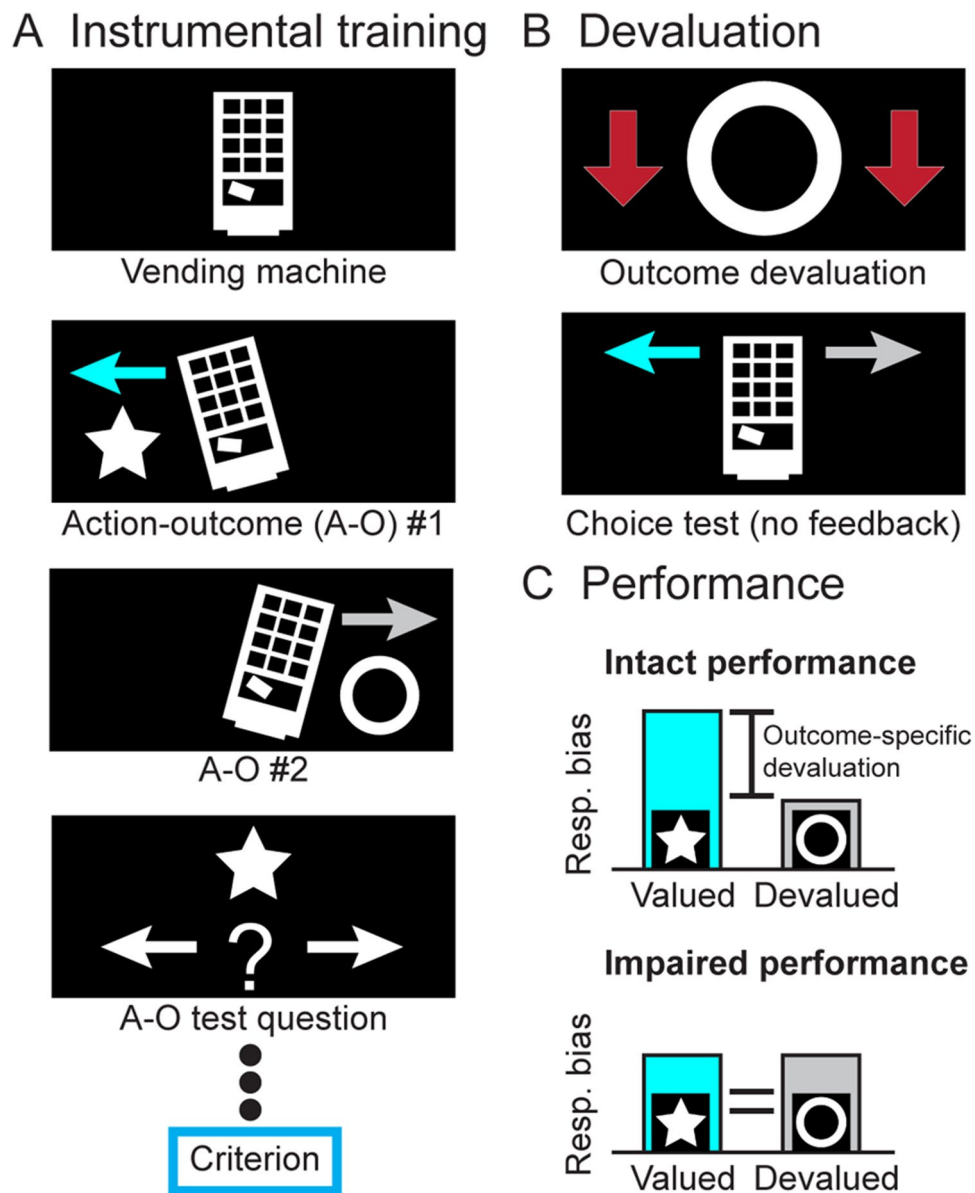 A Instrumental training
Vending machine
Action-outcome (A-O) #1
A-O #2
?
A-O test question
Criterion
B Devaluation
Outcome devaluation
Choice test (no feedback)
C Performance
Intact performance
Resp. bias
Outcome-specific
devaluation
Valued Devalued
Impaired performance
Resp. bias
=
Valued Devalued